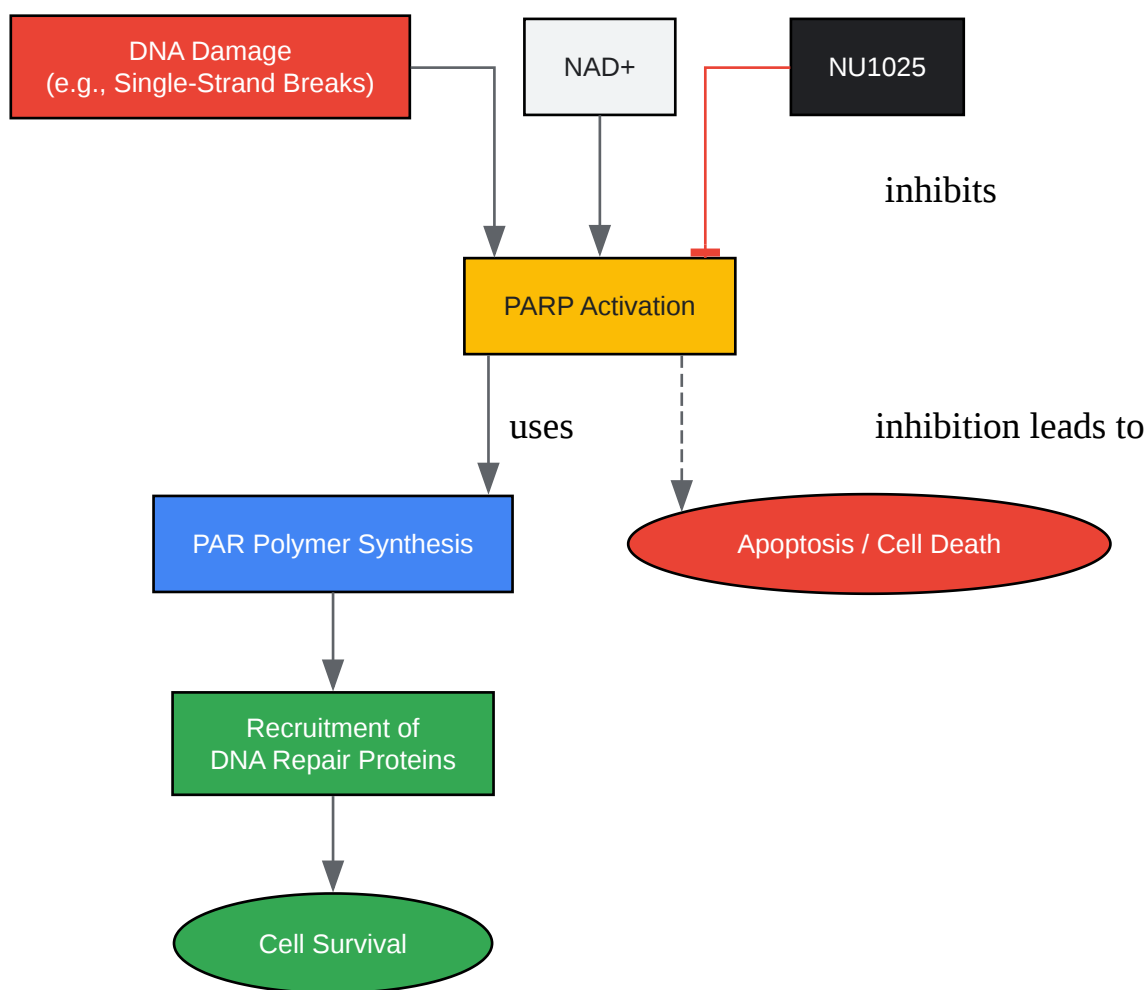 DNA Damage
(e.g., Single-Strand Breaks)
NAD+
NU1025
inhibits
PARP Activation
uses
inhibition leads to
PAR Polymer Synthesis
Apoptosis / Cell Death
Recruitment of
DNA Repair Proteins
Cell Survival